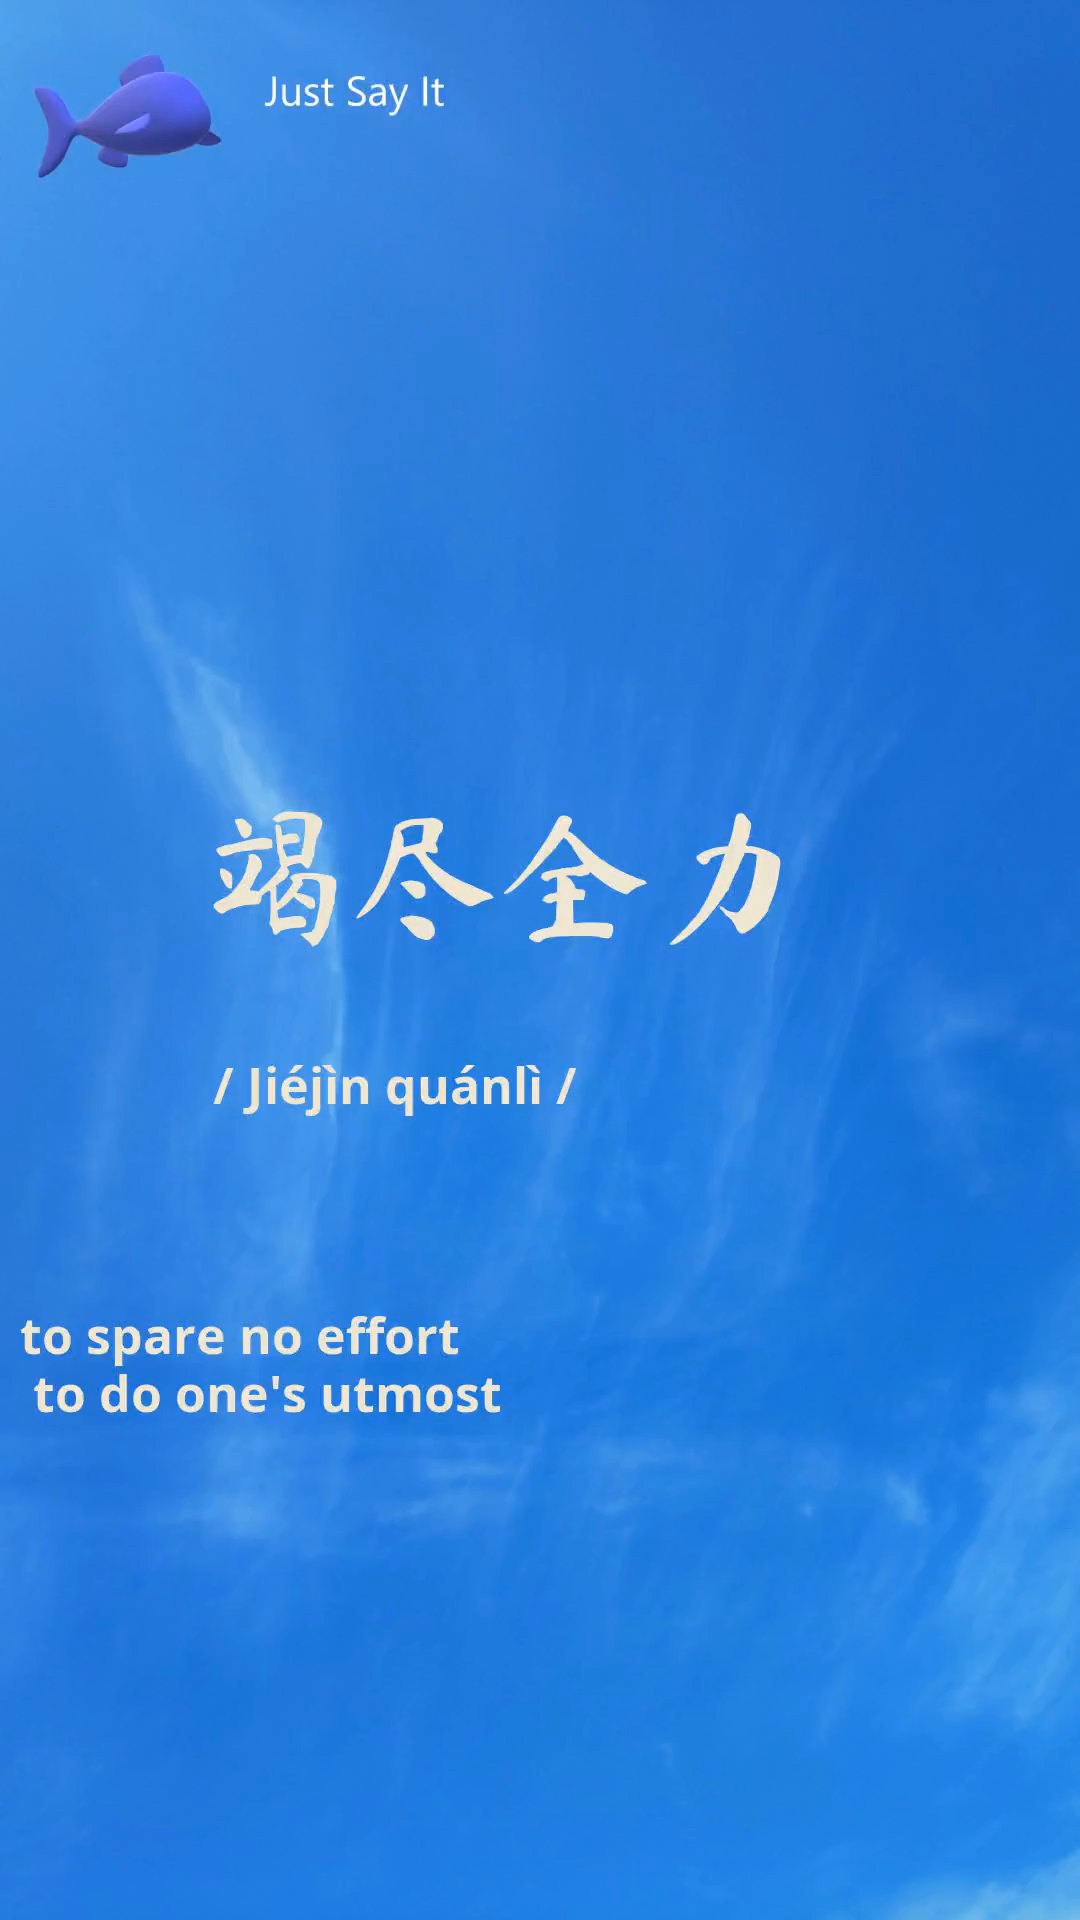 Just Say It
竭尽全力
/ Jiéjìn quánlì /
to spare no effort
to do one's utmost